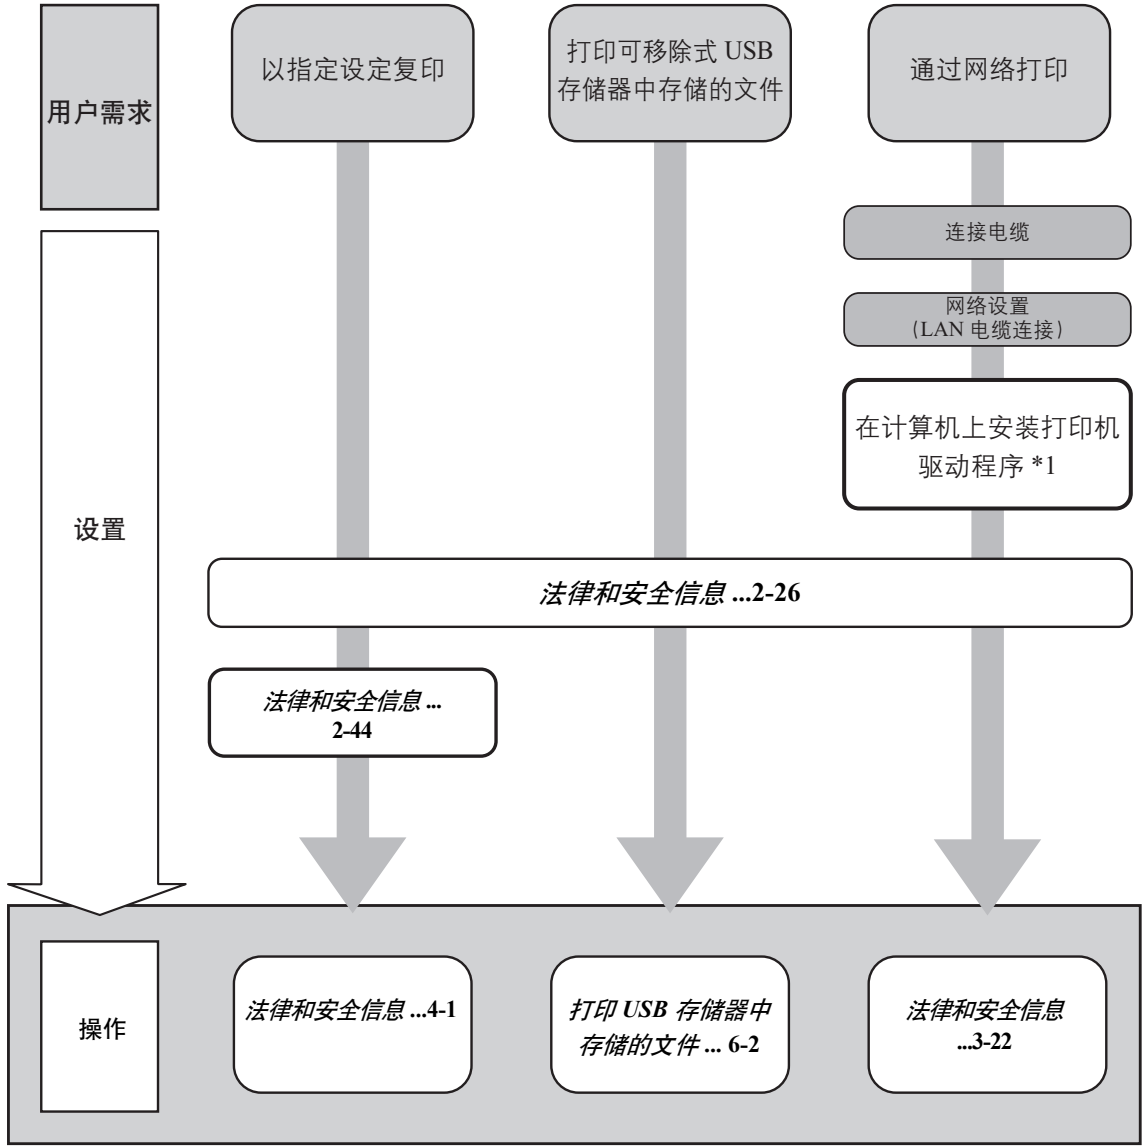 用户需求
以指定设定复印
打印可移除式 USB
存储器中存储的文件
通过网络打印
连接电缆
网络设置
(LAN 电缆连接)
在计算机上安装打印机
驱动程序 *1
设置
法律和安全信息 ...2-26
法律和安全信息 ...
2-44
操作
法律和安全信息 ...4-1
打印 USB 存储器中
存储的文件 ... 6-2
法律和安全信息
...3-22